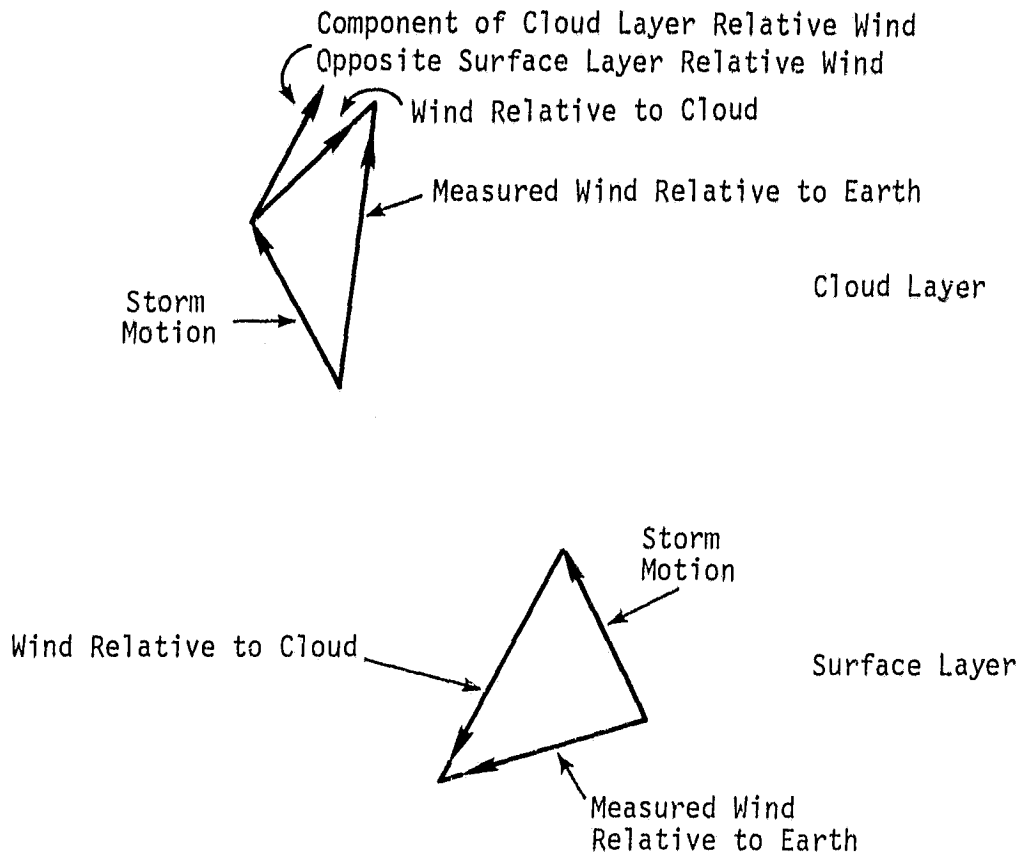 Component of Cloud Layer Relative Wind
Opposite Surface Layer Relative Wind
Wind Relative to Cloud
Measured Wind Relative to Earth
Cloud Layer
Storm
Motion
Storm
Motion
Wind Relative to Cloud
Surface Layer
Measured Wind
Relative to Earth